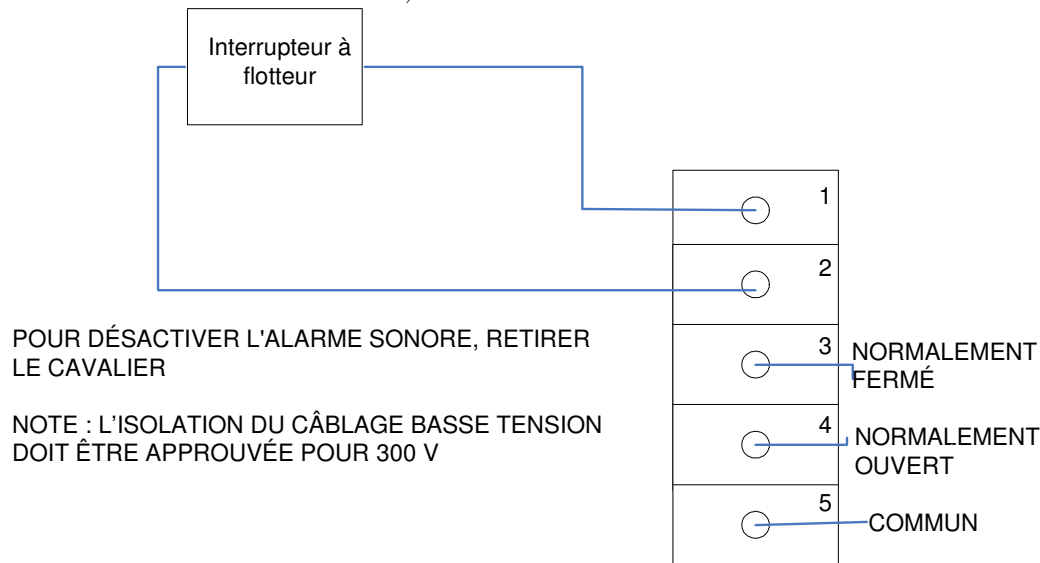 Interrupteur à
flotteur
1
2
POUR DÉSACTIVER L'ALARME SONORE, RETIRER
LE CAVALIER
3
NORMALEMENT
FERMÉ
NOTE : L’ISOLATION DU CÂBLAGE BASSE TENSION
DOIT ÊTRE APPROUVÉE POUR 300 V
4
NORMALEMENT
OUVERT
5
COMMUN